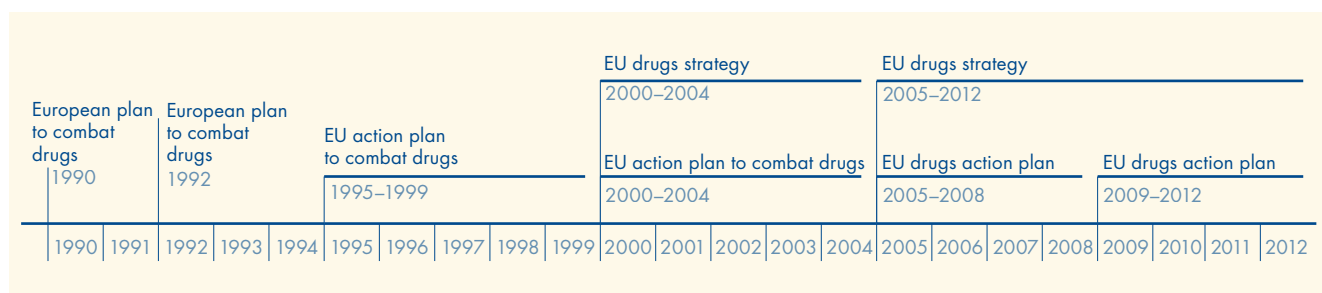 EU drugs strategy
2000–2004
EU drugs strategy
2005–2012
European plan
to combat
drugs
1990
European plan
to combat
drugs
1992
EU action plan
to combat drugs
1995–1999
EU action plan to combat drugs
2000–2004
EU drugs action plan
2005–2008
EU drugs action plan
2009–2012
1990 1991 1992 1993 1994 1995 1996 1997 1998 1999 2000 2001 2002 2003 2004 2005 2006 2007 2008 2009 2010 2011 2012